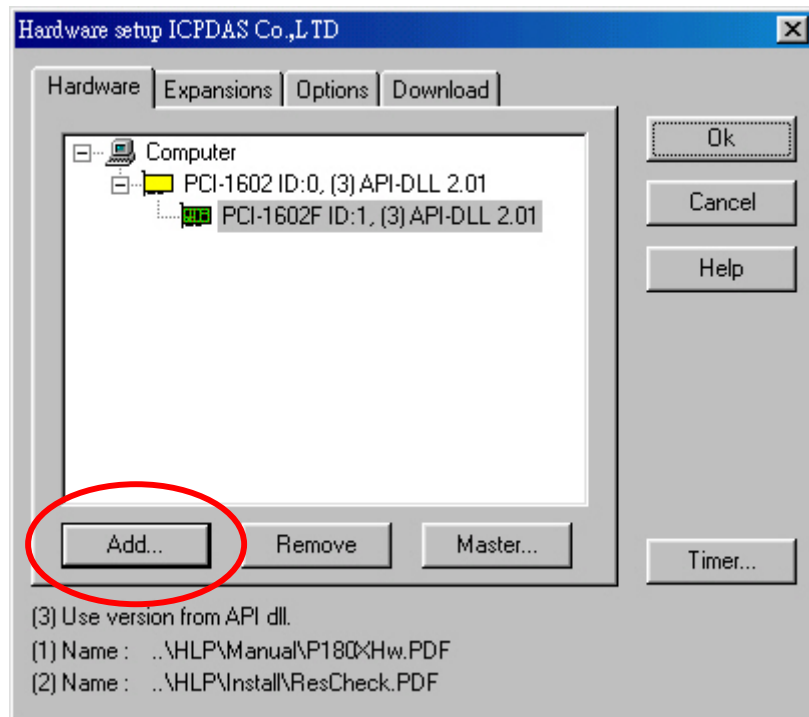 Hardware setup ICPDAS Co.,LTD
Hardware Expansions Options Download
Computer
PCI-1602 ID:0, (3) API-DLL 2.01
PCI-1602F ID:1, (3) API-DLL 2.01
Ok
Cancel
Help
Add... Remove Master...
Timer...
(3) Use version from API dll.
(1) Name : ..\HLP\Manual\P180XHw.PDF
(2) Name : ..\HLP\Install\ResCheck.PDF